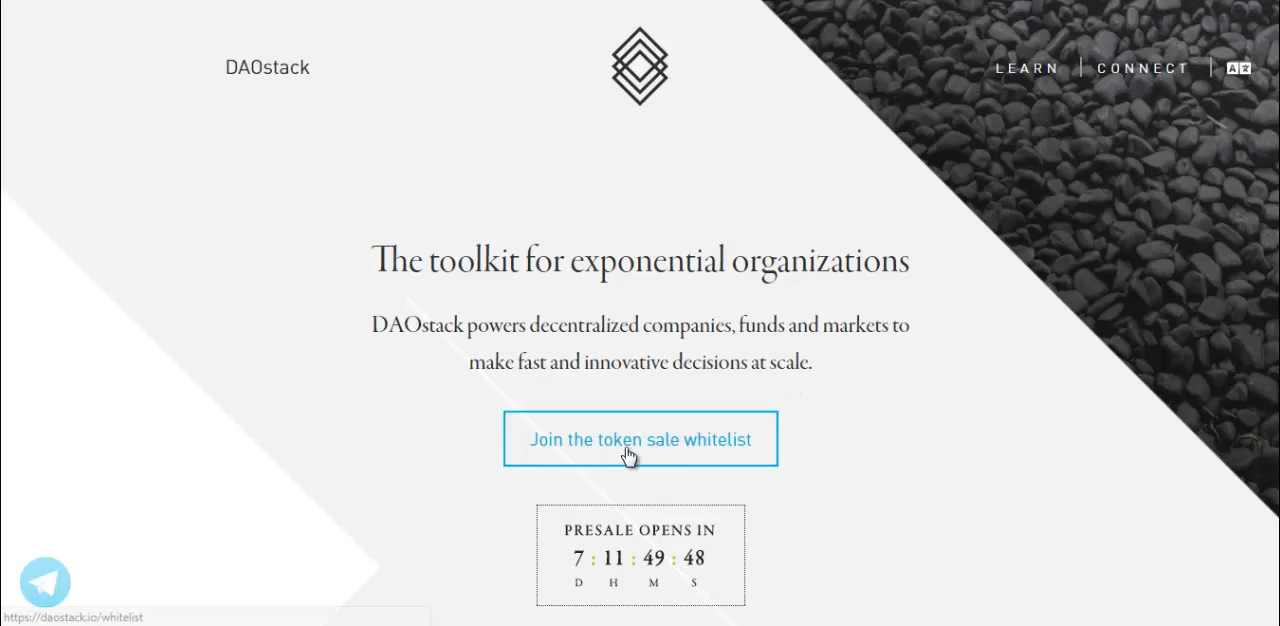 DAOstack
LEARN
CONNECT
A文
The toolkit for exponential organizations
DAOstack powers decentralized companies, funds and markets to
make fast and innovative decisions at scale.
Join the token sale whitelist
PRESALE OPENS IN
7 : 11 : 49 : 48
D H M S
https://daostack.io/whitelist